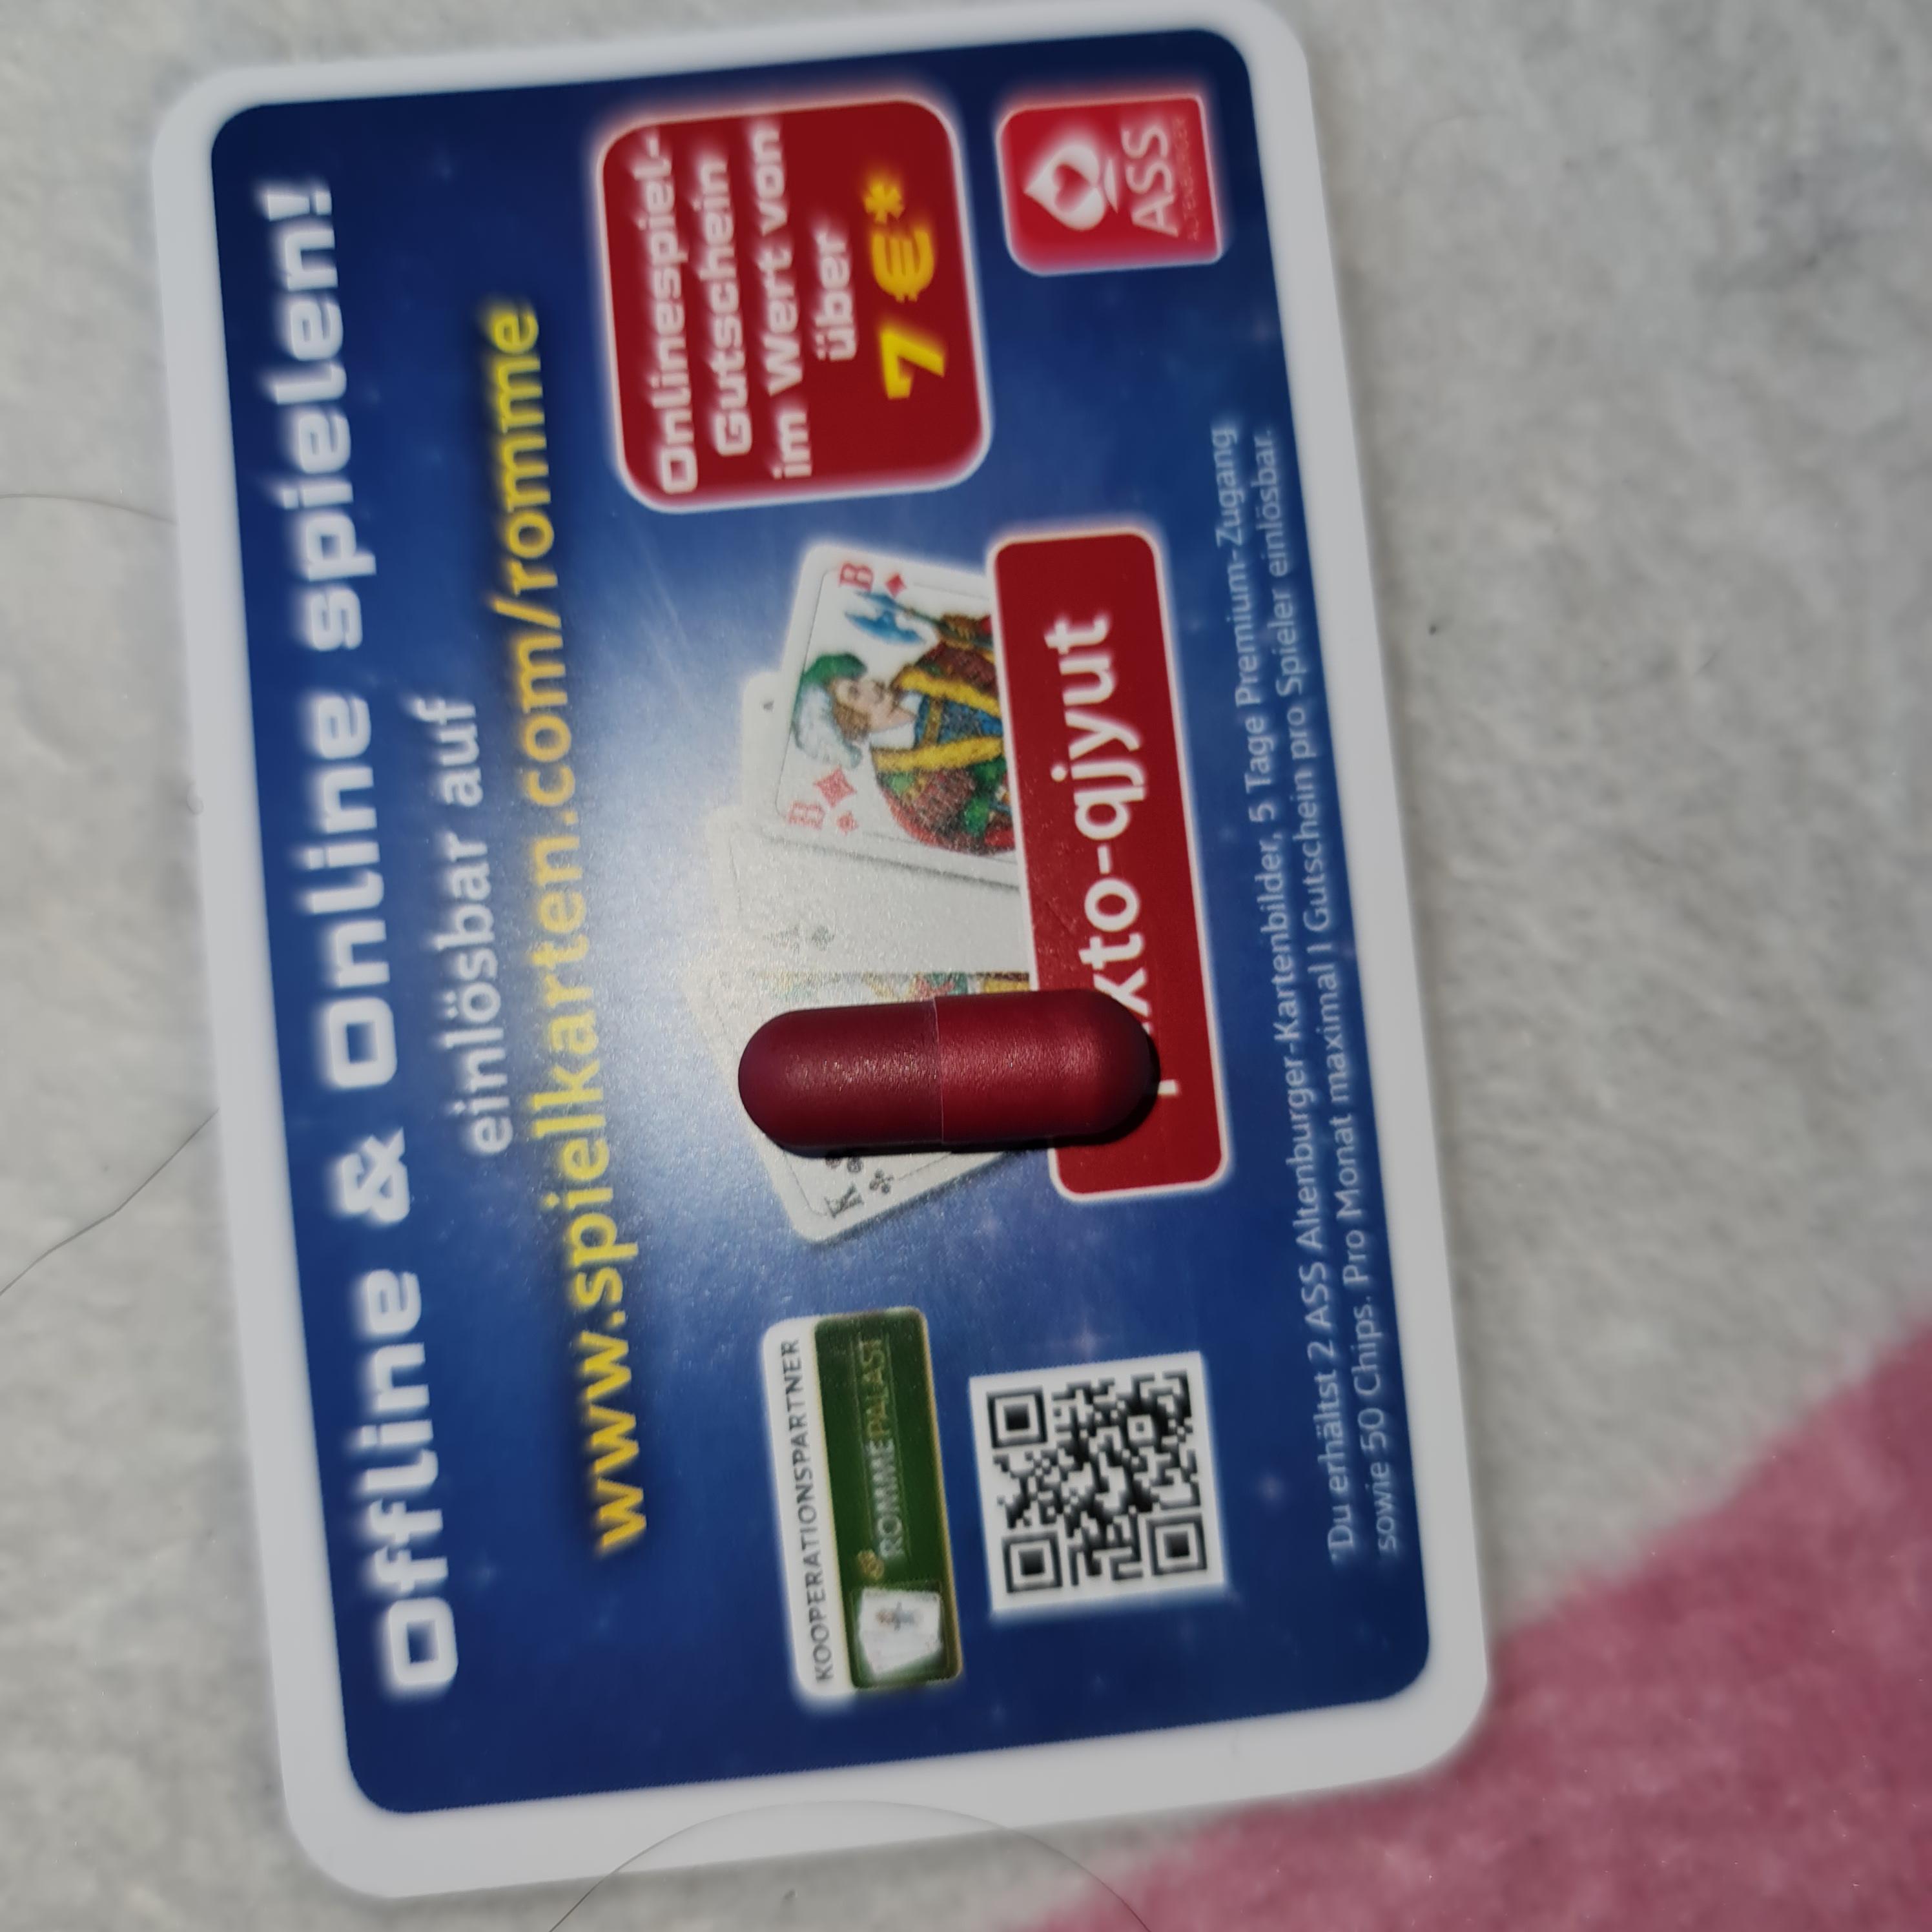 Offline & Online spielen!
einlösbar auf
www.spielkarten.com/romme
KOOPERATIONSPARTNER
ROMMEPALAST
K
B
B
Onlinespiel-
Gutschein
im Wert von
über
7 €*
xto-qjyut
ASS
ALTENBURGER
*Du erhältst 2 ASS Altenburger-Kartenbilder, 5 Tage Premium-Zugang
sowie 50 Chips. Pro Monat maximal 1 Gutschein pro Spieler einlösbar.